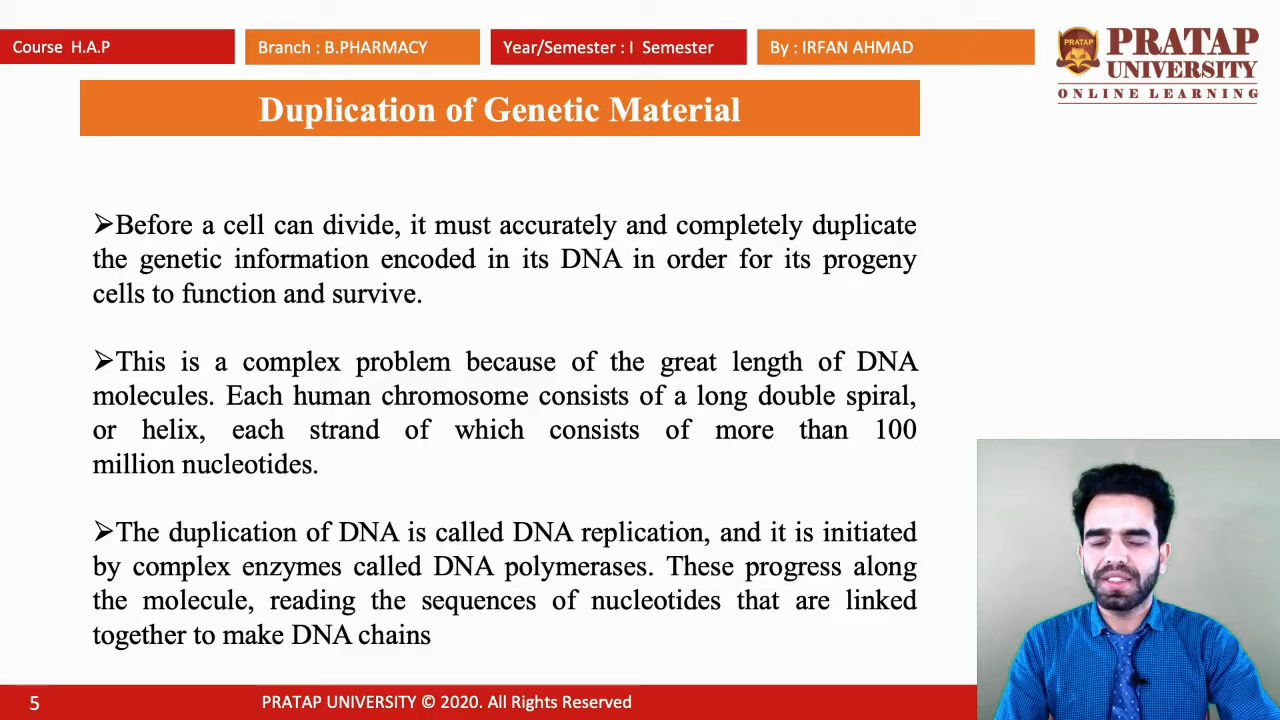 Course H.A.P
Branch : B.PHARMACY
Year/Semester : I Semester
By : IRFAN AHMAD
PRATAP
PRATAP
UNIVERSITY
ONLINE LEARNING
Duplication of Genetic Material
➢Before a cell can divide, it must accurately and completely duplicate
the genetic information encoded in its DNA in order for its progeny
cells to function and survive.
➢This is a complex problem because of the great length of DNA
molecules. Each human chromosome consists of a long double spiral,
or helix, each strand of which consists of more than 100
million nucleotides.
➢The duplication of DNA is called DNA replication, and it is initiated
by complex enzymes called DNA polymerases. These progress along
the molecule, reading the sequences of nucleotides that are linked
together to make DNA chains
5
PRATAP UNIVERSITY © 2020. All Rights Reserved